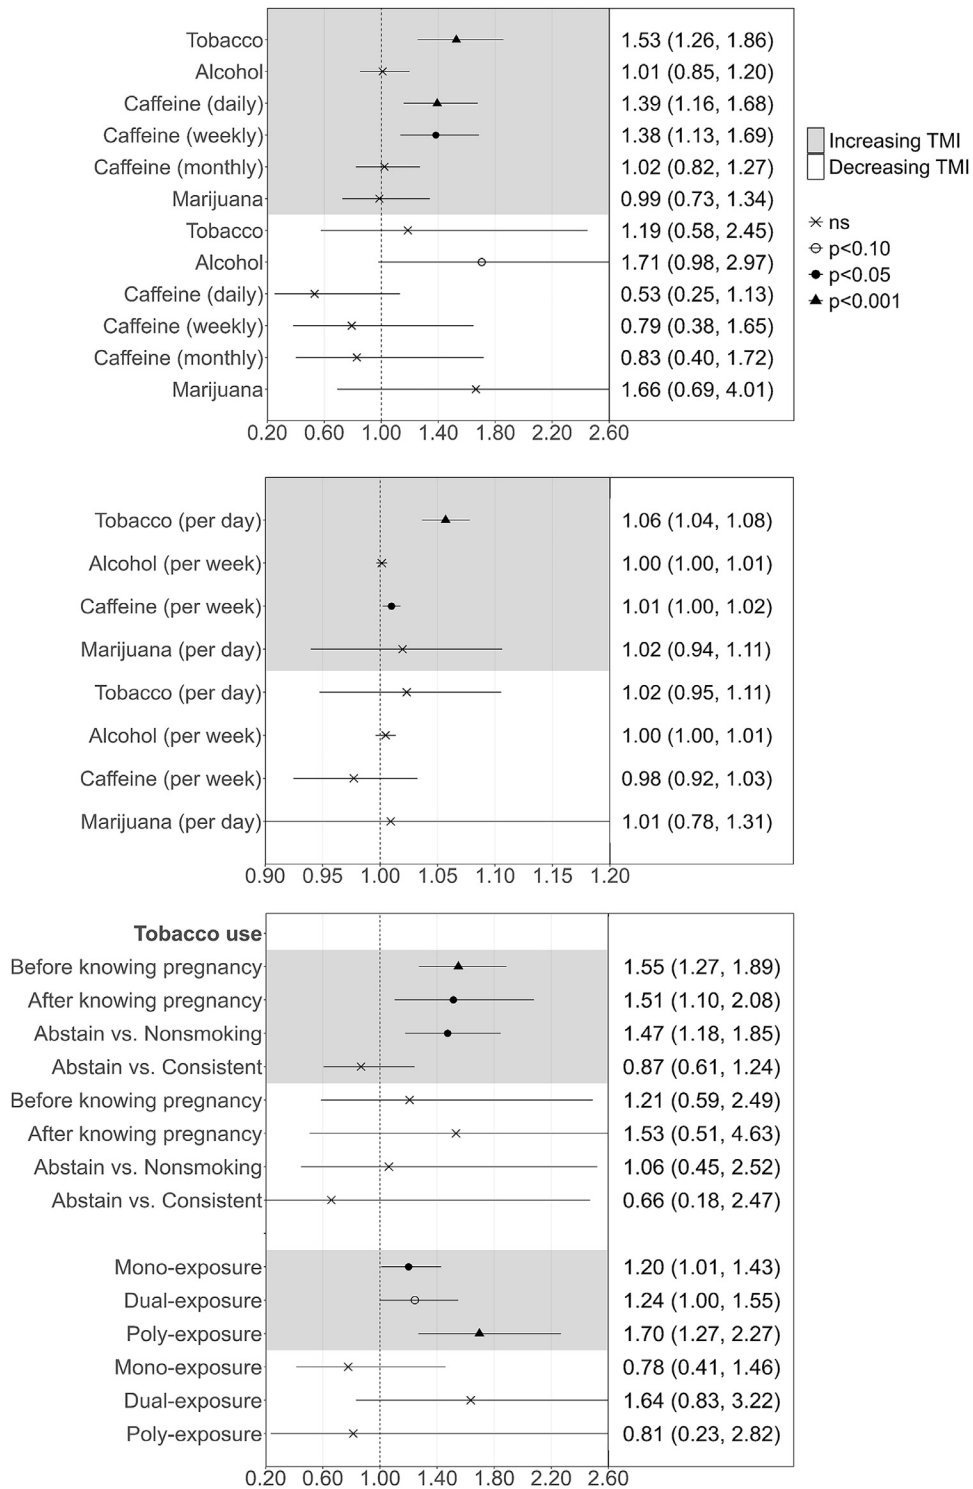 Tobacco 1.53 (1.26, 1.86)
Alcohol 1.01 (0.85, 1.20)
Caffeine (daily) 1.39 (1.16, 1.68)
Caffeine (weekly) 1.38 (1.13, 1.69)
Caffeine (monthly) 1.02 (0.82, 1.27)
Marijuana 0.99 (0.73, 1.34)
Tobacco 1.19 (0.58, 2.45)
Alcohol 1.71 (0.98, 2.97)
Caffeine (daily) 0.53 (0.25, 1.13)
Caffeine (weekly) 0.79 (0.38, 1.65)
Caffeine (monthly) 0.83 (0.40, 1.72)
Marijuana 1.66 (0.69, 4.01)
0.20 0.60 1.00 1.40 1.80 2.20 2.60
Increasing TMI
Decreasing TMI
ns
p<0.10
p<0.05
p<0.001
Tobacco (per day) 1.06 (1.04, 1.08)
Alcohol (per week) 1.00 (1.00, 1.01)
Caffeine (per week) 1.01 (1.00, 1.02)
Marijuana (per day) 1.02 (0.94, 1.11)
Tobacco (per day) 1.02 (0.95, 1.11)
Alcohol (per week) 1.00 (1.00, 1.01)
Caffeine (per week) 0.98 (0.92, 1.03)
Marijuana (per day) 1.01 (0.78, 1.31)
0.90 0.95 1.00 1.05 1.10 1.15 1.20
Tobacco use
Before knowing pregnancy 1.55 (1.27, 1.89)
After knowing pregnancy 1.51 (1.10, 2.08)
Abstain vs. Nonsmoking 1.47 (1.18, 1.85)
Abstain vs. Consistent 0.87 (0.61, 1.24)
Before knowing pregnancy 1.21 (0.59, 2.49)
After knowing pregnancy 1.53 (0.51, 4.63)
Abstain vs. Nonsmoking 1.06 (0.45, 2.52)
Abstain vs. Consistent 0.66 (0.18, 2.47)
Mono-exposure 1.20 (1.01, 1.43)
Dual-exposure 1.24 (1.00, 1.55)
Poly-exposure 1.70 (1.27, 2.27)
Mono-exposure 0.78 (0.41, 1.46)
Dual-exposure 1.64 (0.83, 3.22)
Poly-exposure 0.81 (0.23, 2.82)
0.20 0.60 1.00 1.40 1.80 2.20 2.60